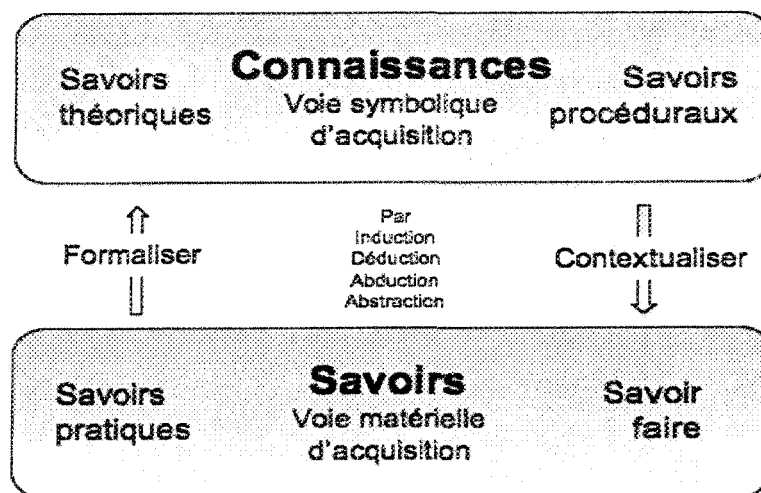 Savoirs
théoriques
Connaissances
Voie symbolique
d'acquisition
Savoirs
procéduraux
Formaliser
Par
Induction
Déduction
Abduction
Abstraction
Contextualiser
Savoirs
pratiques
Savoirs
Voie matérielle
d'acquisition
Savoir
faire